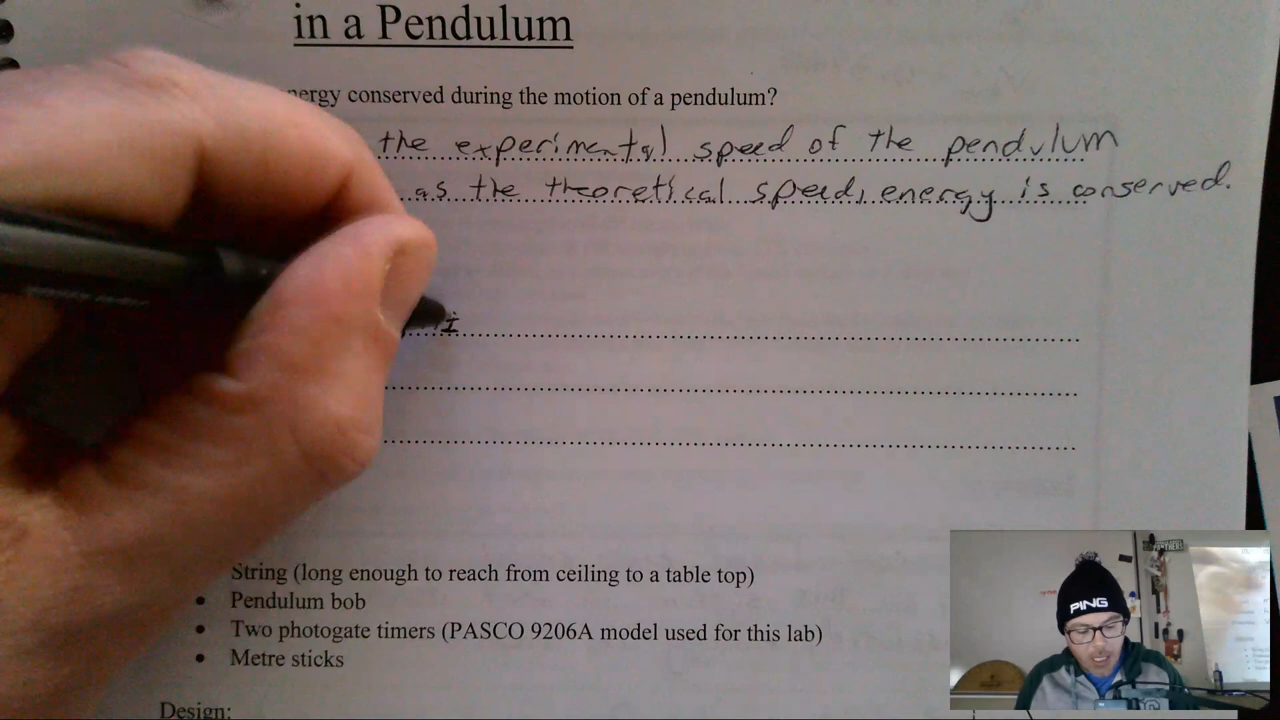 in a Pendulum
nergy conserved during the motion of a pendulum?
the experimental speed of the pendulum
as the theoretical speed, energy is conserved.
I
String (long enough to reach from ceiling to a table top)
• Pendulum bob
• Two photogate timers (PASCO 9206A model used for this lab)
• Metre sticks
Design:
PING